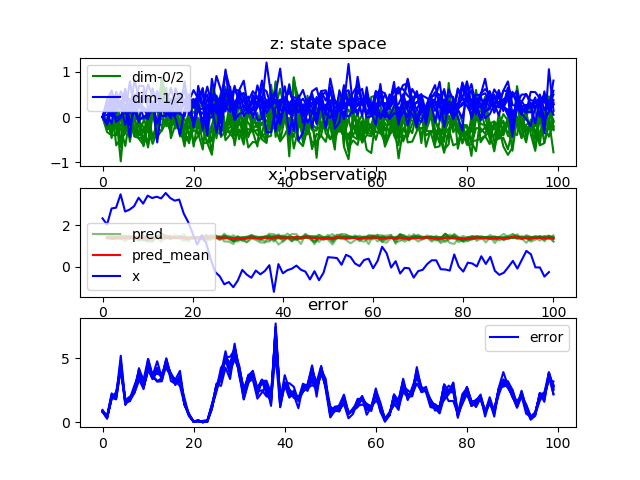 z: state space
1
0
−1
dim-0/2
dim-1/2
0 20 40 60 80 100
x: observation
2
0
pred
pred_mean
x
0 20 40 60 80 100
error
5
0
error
0 20 40 60 80 100